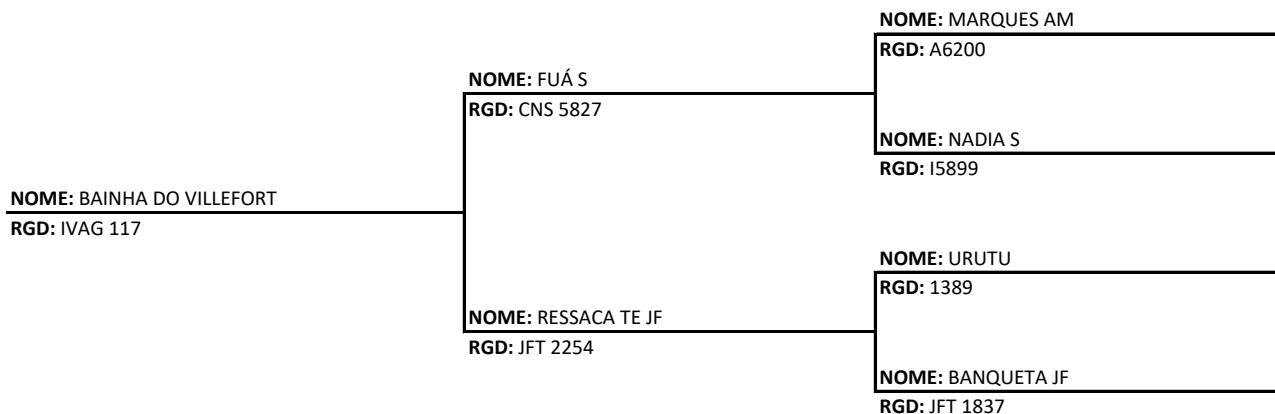 NOME: MARQUES AM
RGD: A6200
NOME: FUÁ S
RGD: CNS 5827
NOME: NADIA S
RGD: I5899
NOME: BAINHA DO VILLEFORT
RGD: IVAG 117
NOME: URUTU
RGD: 1389
NOME: RESSACA TE JF
RGD: JFT 2254
NOME: BANQUETA JF
RGD: JFT 1837